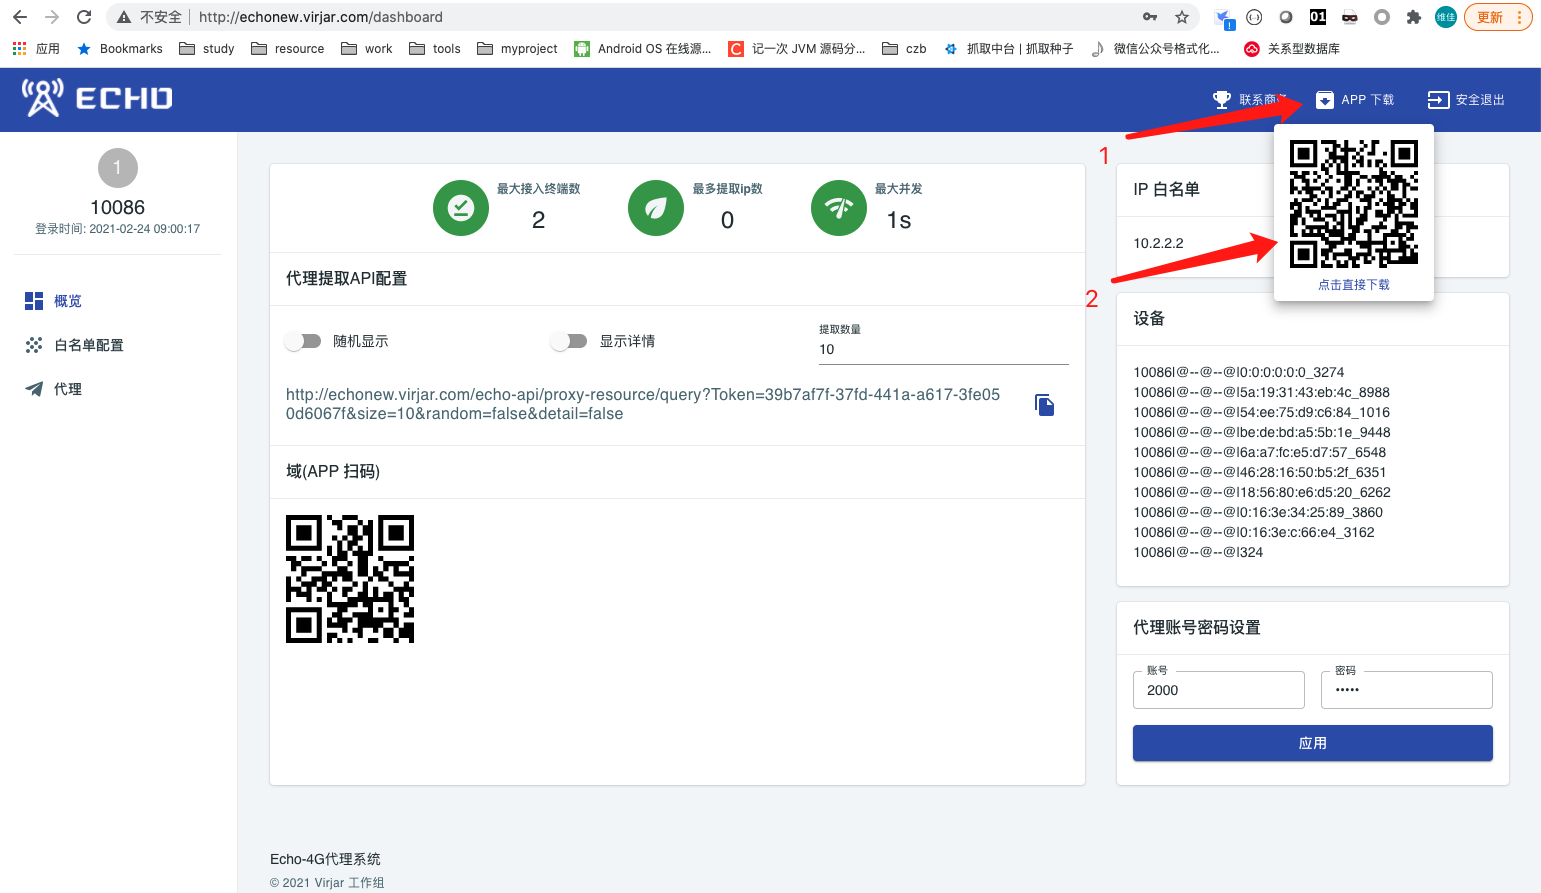 不安全 http://echonew.virjar.com/dashboard
01
维佳
更新
应用 Bookmarks study resource work tools myproject Android OS 在线源... 记一次 JVM 源码分... czb 抓取中台 | 抓取种子 微信公众号格式化... 关系型数据库
ECHO
联系商 APP 下载 安全退出
1
1
10086
登录时间: 2021-02-24 09:00:17
概览
白名单配置
代理
最大接入终端数
2
最多提取ip数
0
最大并发
1s
代理提取API配置
随机显示
显示详情
提取数量
10
http://echonew.virjar.com/echo-api/proxy-resource/query?Token=39b7af7f-37fd-441a-a617-3fe05
0d6067f&size=10&random=false&detail=false
域(APP 扫码)
IP 白名单
10.2.2.2
点击直接下载
2
设备
10086|@--@--@|0:0:0:0:0:0_3274
10086|@--@--@|5a:19:31:43:eb:4c_8988
10086|@--@--@|54:ee:75:d9:c6:84_1016
10086|@--@--@|be:de:bd:a5:5b:1e_9448
10086|@--@--@|6a:a7:fc:e5:d7:57_6548
10086|@--@--@|46:28:16:50:b5:2f_6351
10086|@--@--@|18:56:80:e6:d5:20_6262
10086|@--@--@|0:16:3e:34:25:89_3860
10086|@--@--@|0:16:3e:c:66:e4_3162
10086|@--@--@|324
代理账号密码设置
账号
2000
密码
•••••
应用
Echo-4G代理系统
© 2021 Virjar 工作组